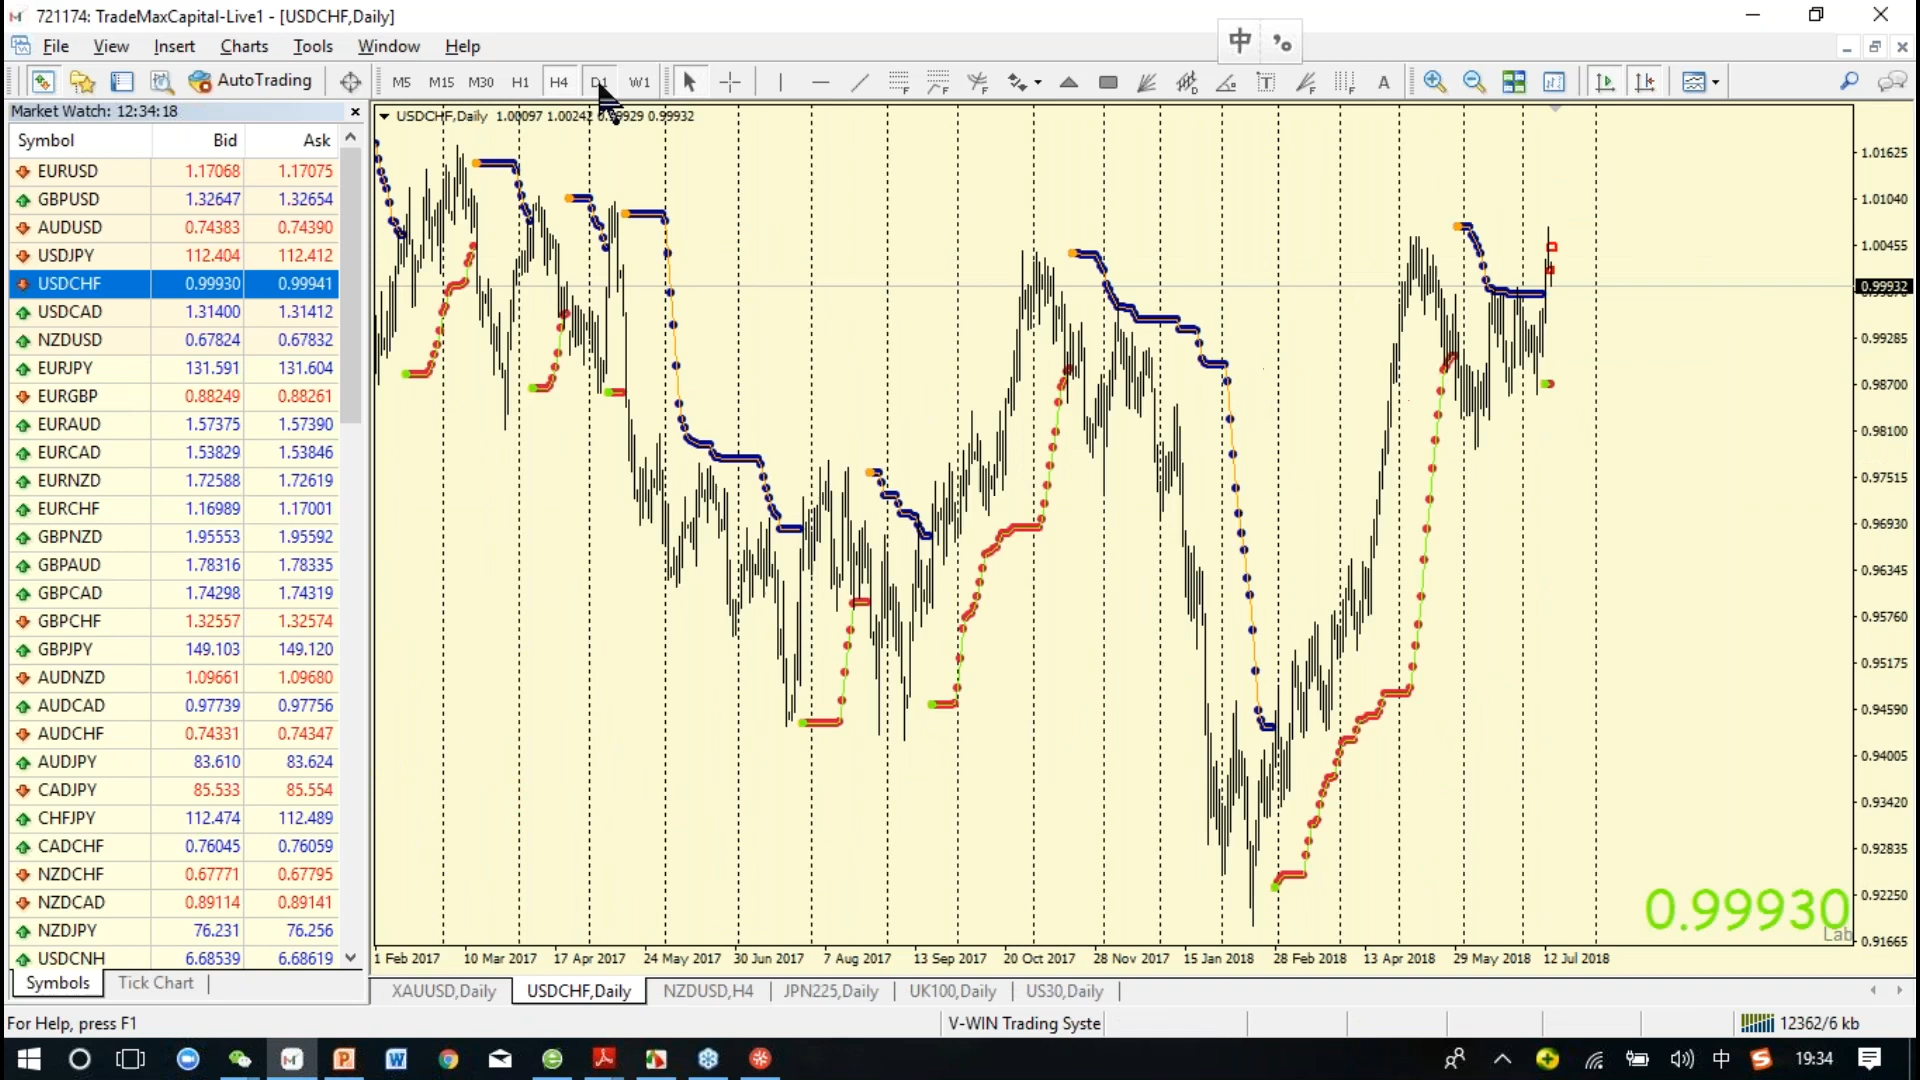 721174: TradeMaxCapital-Live1 - [USDCHF,Daily]
File View Insert Charts Tools Window Help
中 °,
AutoTrading M5 M15 M30 H1 H4 D1 W1 A
Market Watch: 12:34:18
Symbol Bid Ask
EURUSD 1.17068 1.17075
GBPUSD 1.32647 1.32654
AUDUSD 0.74383 0.74390
USDJPY 112.404 112.412
USDCHF 0.99930 0.99941
USDCAD 1.31400 1.31412
NZDUSD 0.67824 0.67832
EURJPY 131.591 131.604
EURGBP 0.88249 0.88261
EURAUD 1.57375 1.57390
EURCAD 1.53829 1.53846
EURNZD 1.72588 1.72619
EURCHF 1.16989 1.17001
GBPNZD 1.95553 1.95592
GBPAUD 1.78316 1.78335
GBPCAD 1.74298 1.74319
GBPCHF 1.32557 1.32574
GBPJPY 149.103 149.120
AUDNZD 1.09661 1.09680
AUDCAD 0.97739 0.97756
AUDCHF 0.74331 0.74347
AUDJPY 83.610 83.624
CADJPY 85.533 85.554
CHFJPY 112.474 112.489
CADCHF 0.76045 0.76059
NZDCHF 0.67771 0.67795
NZDCAD 0.89114 0.89141
NZDJPY 76.231 76.256
USDCNH 6.68539 6.68619
Symbols Tick Chart
USDCHF,Daily 1.00097 1.00242 0.99929 0.99932
1.01625
1.01040
1.00455
0.99932
0.99285
0.98700
0.98100
0.97515
0.96930
0.96345
0.95760
0.95175
0.94590
0.94005
0.93420
0.92835
0.92250
0.91665
0.99930
Lab
1 Feb 2017 10 Mar 2017 17 Apr 2017 24 May 2017 30 Jun 2017 7 Aug 2017 13 Sep 2017 20 Oct 2017 28 Nov 2017 15 Jan 2018 28 Feb 2018 13 Apr 2018 29 May 2018 12 Jul 2018
XAUUSD,Daily USDCHF,Daily NZDUSD,H4 JPN225,Daily UK100,Daily US30,Daily
For Help, press F1 V-WIN Trading Syste 12362/6 kb
中 19:34